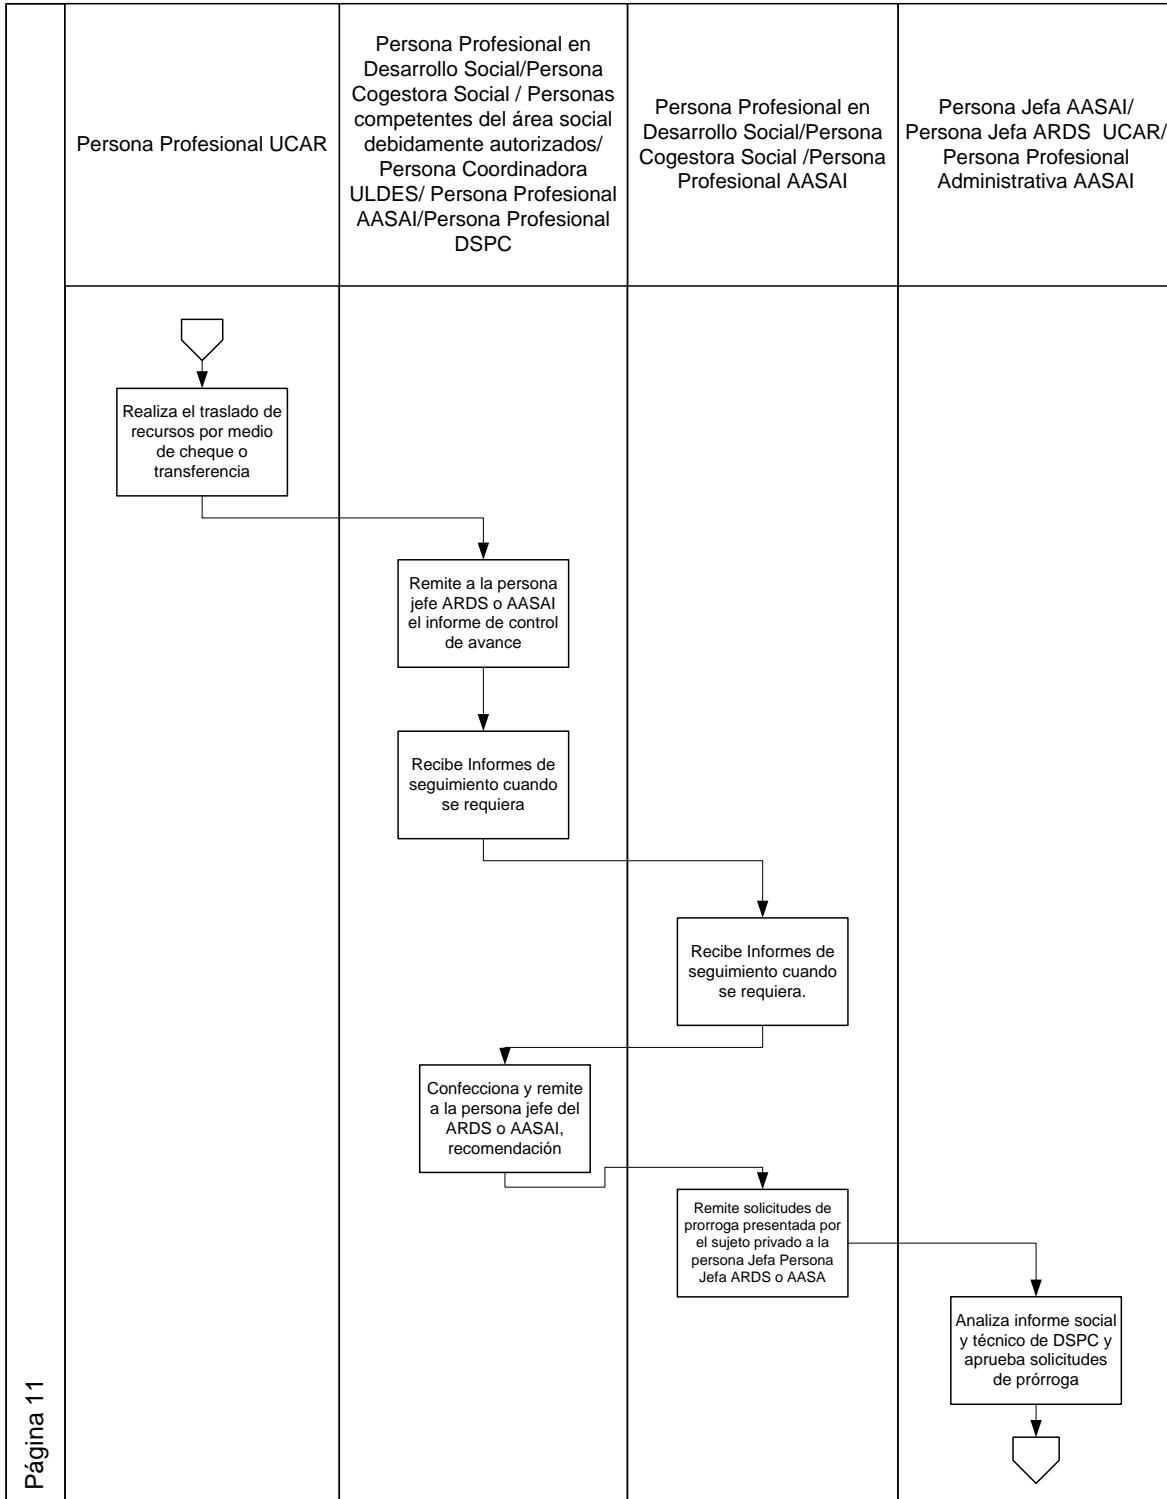 Persona Profesional UCAR
Persona Profesional en
Desarrollo Social/Persona
Cogestora Social / Personas
competentes del área social
debidamente autorizados/
Persona Coordinadora
ULDES/ Persona Profesional
AASAI/Persona Profesional
DSPC
Persona Profesional en
Desarrollo Social/Persona
Cogestora Social /Persona
Profesional AASAI
Persona Jefa AASAI/
Persona Jefa ARDS  UCAR/
Persona Profesional
Administrativa AASAI
Realiza el traslado de
recursos por medio
de cheque o
transferencia
Remite a la persona
jefe ARDS o AASAI
el informe de control
de avance
Recibe Informes de
seguimiento cuando
se requiera
Recibe Informes de
seguimiento cuando
se requiera.
Confecciona y remite
a la persona jefe del
ARDS o AASAI,
recomendación
Remite solicitudes de
prorroga presentada por
el sujeto privado a la
persona Jefa Persona
Jefa ARDS o AASA
Analiza informe social
y técnico de DSPC y
aprueba solicitudes
de prórroga
Página 11